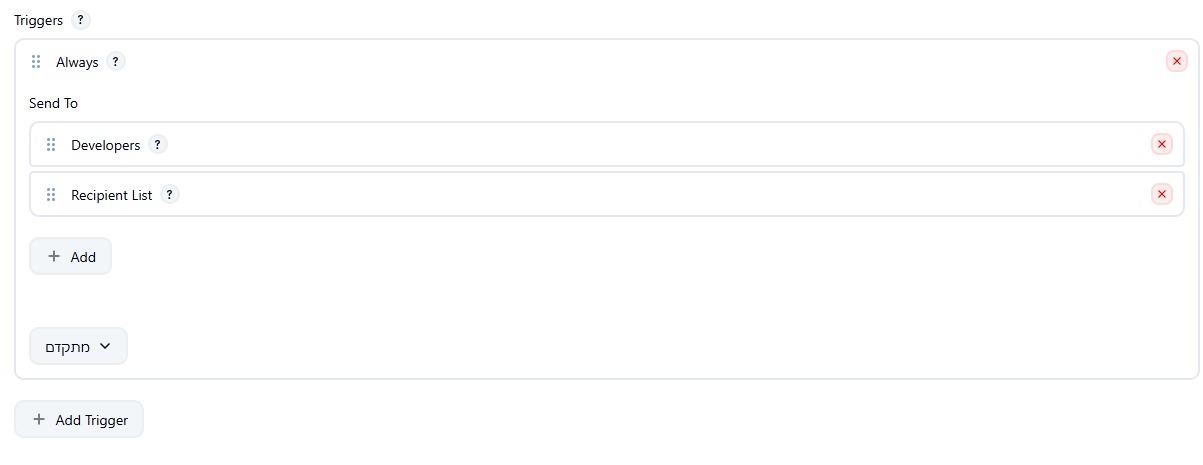 Triggers ?
Always ?
Send To
Developers ?
Recipient List ?
Add
מתקדם
Add Trigger